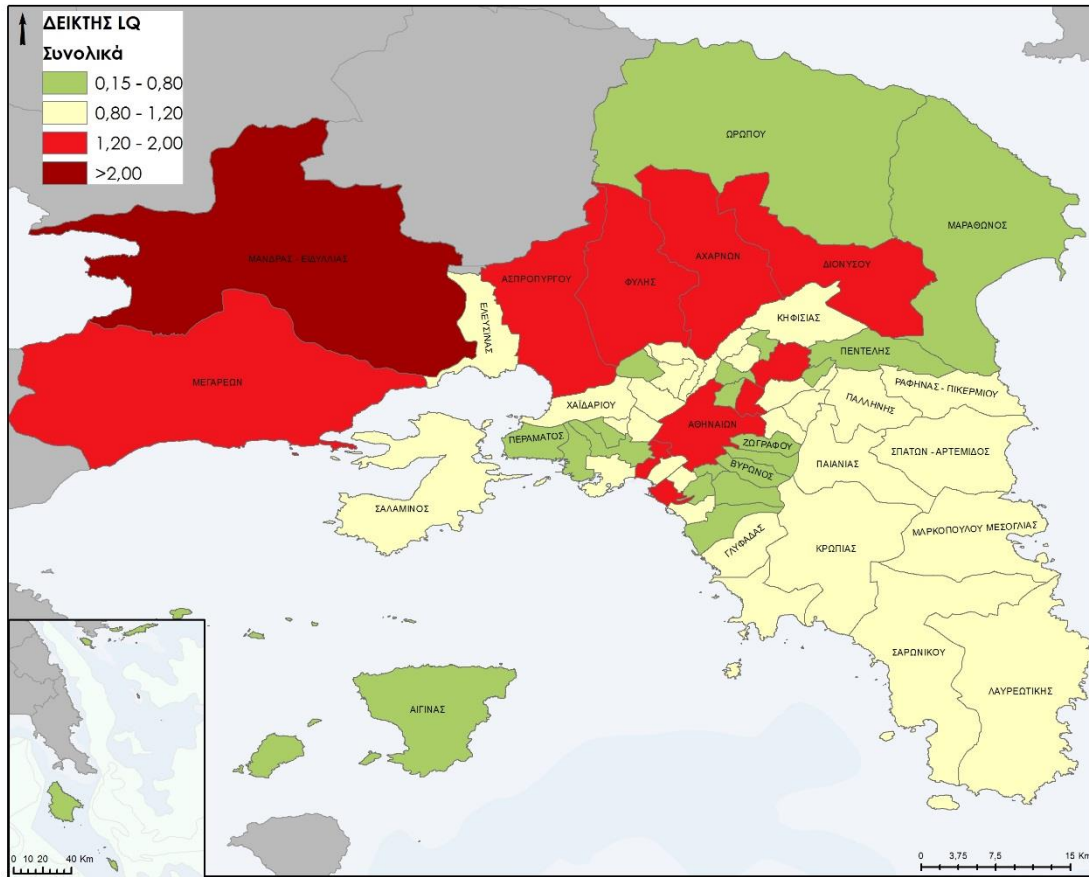 ΔΕΙΚΤΗΣ LQ
Συνολικά
0,15 - 0,80
0,80 - 1,20
1,20 - 2,00
>2,00
ΩΡΩΠΟΥ
ΜΑΡΑΘΩΝΟΣ
ΜΑΝΔΡΑΣ - ΕΙΔΥΛΛΙΑΣ
ΑΣΠΡΟΠΥΡΓΟΥ
ΦΥΛΗΣ
ΑΧΑΡΝΩΝ
ΔΙΟΝΥΣΟΥ
ΕΛΕΥΣΙΝΑΣ
ΚΗΦΙΣΙΑΣ
ΠΕΝΤΕΛΗΣ
ΜΕΓΑΡΕΩΝ
ΡΑΦΗΝΑΣ - ΠΙΚΕΡΜΙΟΥ
ΠΑΛΛΗΝΗΣ
ΧΑΪΔΑΡΙΟΥ
ΑΘΗΝΑΙΩΝ
ΠΕΡΑΜΑΤΟΣ
ΖΩΓΡΑΦΟΥ
ΣΠΑΤΩΝ - ΑΡΤΕΜΙΔΟΣ
ΒΥΡΩΝΟΣ
ΠΑΙΑΝΙΑΣ
ΣΑΛΑΜΙΝΟΣ
ΜΑΡΚΟΠΟΥΛΟΥ ΜΕΣΟΓΑΙΑΣ
ΓΛΥΦΑΔΑΣ
ΚΡΩΠΙΑΣ
ΣΑΡΩΝΙΚΟΥ
ΛΑΥΡΕΩΤΙΚΗΣ
ΑΙΓΙΝΑΣ
0 10 20 40 Km
0 3,75 7,5 15 Km